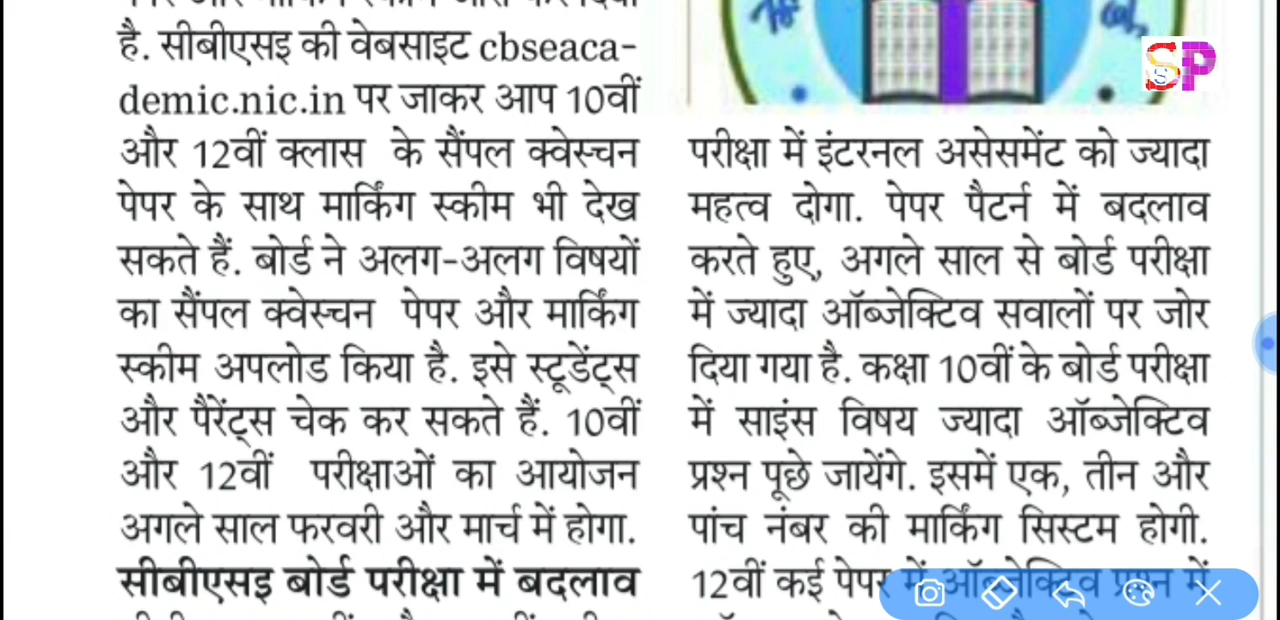 है. सीबीएसइ की वेबसाइट cbseaca-
demic.nic.in पर जाकर आप 10वीं
और 12वीं क्लास के सैंपल क्वेस्चन
पेपर के साथ मार्किंग स्कीम भी देख
सकते हैं. बोर्ड ने अलग-अलग विषयों
का सैंपल क्वेस्चन पेपर और मार्किंग
स्कीम अपलोड किया है. इसे स्टूडेंट्स
और पैरेंट्स चेक कर सकते हैं. 10वीं
और 12वीं परीक्षाओं का आयोजन
अगले साल फरवरी और मार्च में होगा.
सीबीएसइ बोर्ड परीक्षा में बदलाव
SP
परीक्षा में इंटरनल असेसमेंट को ज्यादा
महत्व दोगा. पेपर पैटर्न में बदलाव
करते हुए, अगले साल से बोर्ड परीक्षा
में ज्यादा ऑब्जेक्टिव सवालों पर जोर
दिया गया है. कक्षा 10वीं के बोर्ड परीक्षा
में साइंस विषय ज्यादा ऑब्जेक्टिव
प्रश्न पूछे जायेंगे. इसमें एक, तीन और
पांच नंबर की मार्किंग सिस्टम होगी.
12वीं कई पेपर में ऑब्जेक्टिव प्रश्न में